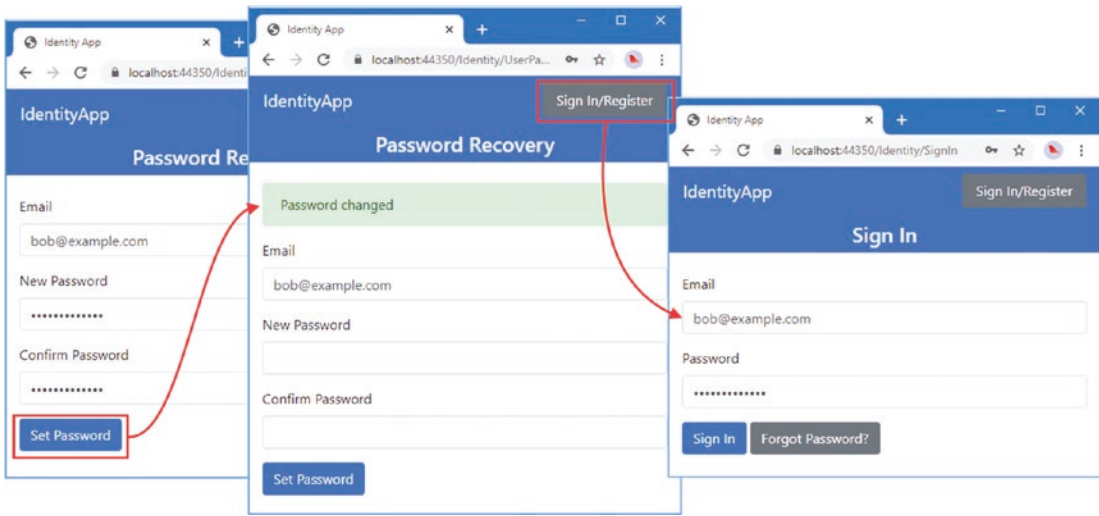 Identity App
localhost:44350/Identi
IdentityApp
Password Re
Email
bob@example.com
New Password
•••••••••••••
Confirm Password
•••••••••••••
Set Password
Identity App
localhost:44350/Identity/UserPa...
IdentityApp
Sign In/Register
Password Recovery
Password changed
Email
bob@example.com
New Password
Confirm Password
Set Password
Identity App
localhost:44350/Identity/SignIn
IdentityApp
Sign In/Register
Sign In
Email
bob@example.com
Password
•••••••••••••
Sign In
Forgot Password?